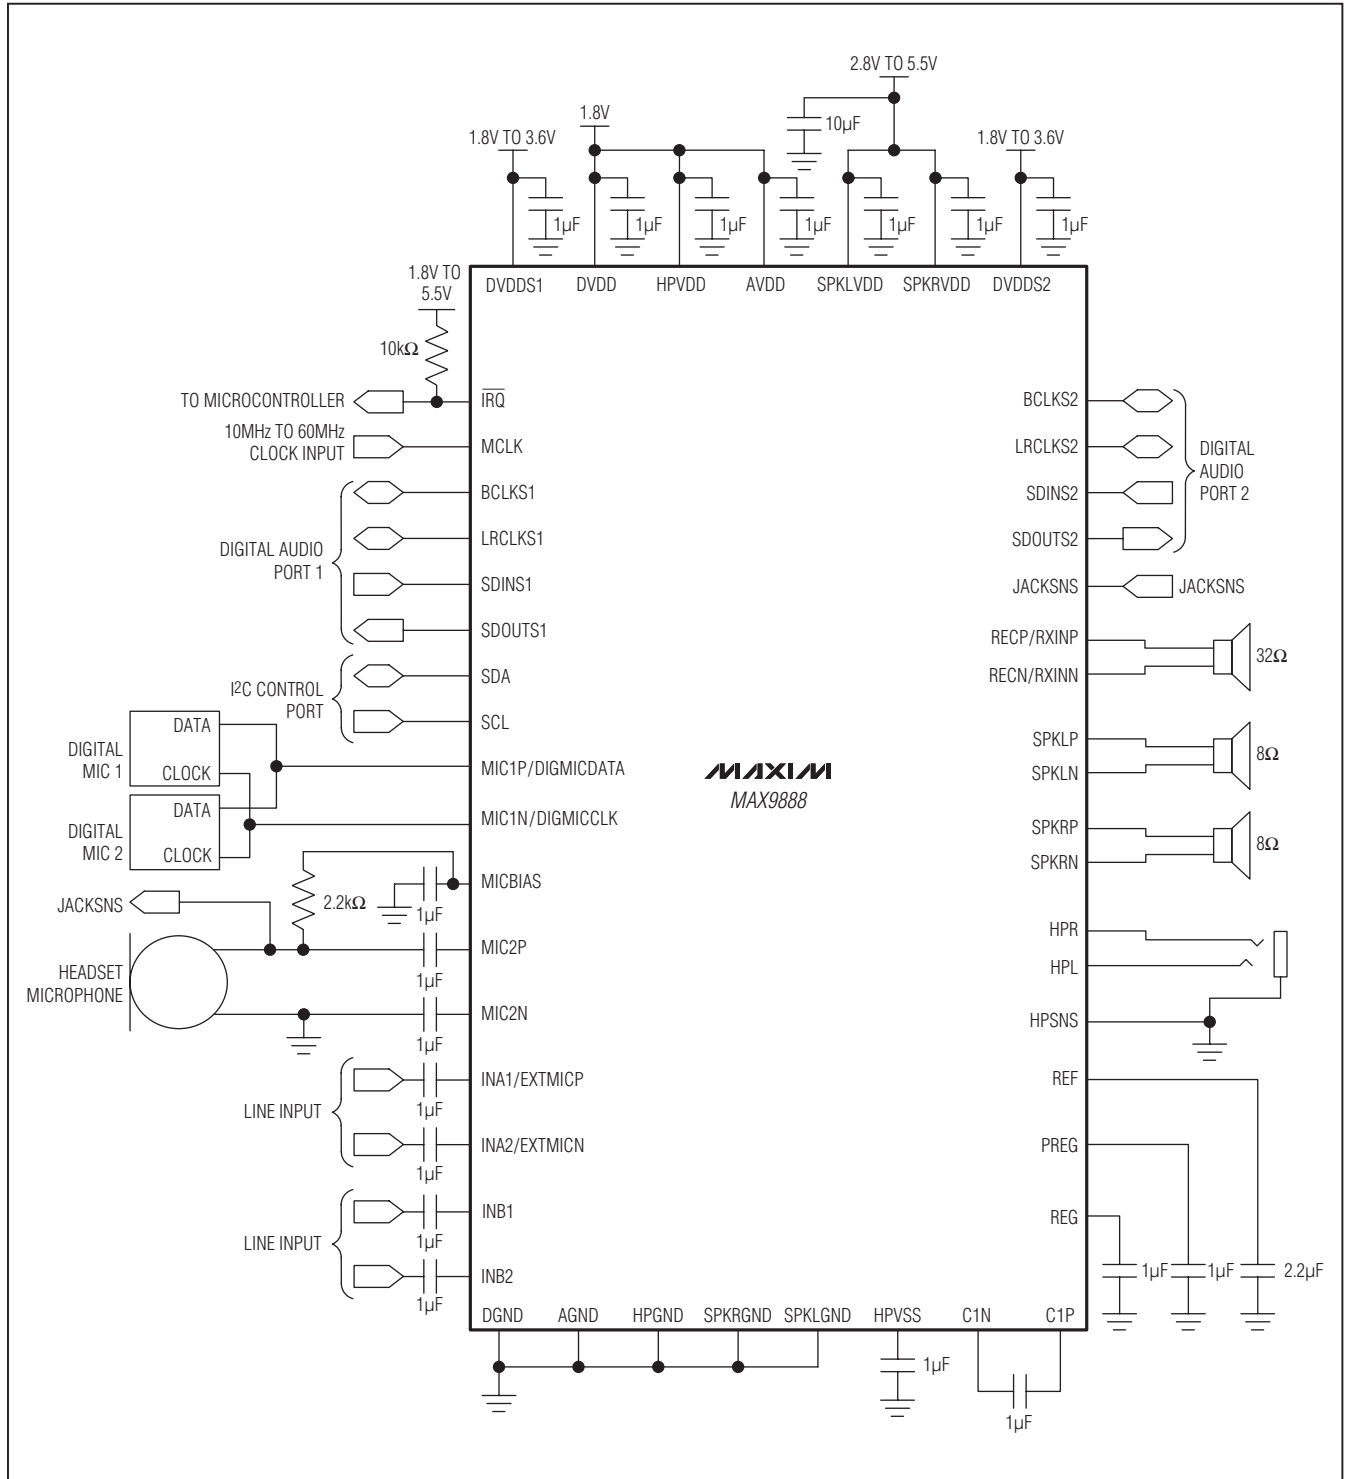 2.8V TO 5.5V
1.8V
10µF
1.8V TO 3.6V
1.8V TO 3.6V
1µF
1µF
1µF
1µF
1µF
1µF
1µF
1.8V TO
5.5V
DVDDS1
DVDD
HPVDD
AVDD
SPKLVDD
SPKRVDD
DVDDS2
10kΩ
TO MICROCONTROLLER
IRQ
10MHz TO 60MHz
CLOCK INPUT
MCLK
DIGITAL AUDIO
PORT 1
BCLKS1
LRCLKS1
SDINS1
SDOUTS1
I²C CONTROL
PORT
SDA
SCL
DIGITAL
MIC 1
DATA
CLOCK
DIGITAL
MIC 2
DATA
CLOCK
MIC1P/DIGMICDATA
MIC1N/DIGMICCLK
MICBIAS
1µF
2.2kΩ
JACKSNS
HEADSET
MICROPHONE
MIC2P
1µF
MIC2N
1µF
LINE INPUT
INA1/EXTMICP
1µF
INA2/EXTMICN
1µF
LINE INPUT
INB1
1µF
INB2
1µF
MAXIM
MAX9888
BCLKS2
LRCLKS2
SDINS2
SDOUTS2
DIGITAL
AUDIO
PORT 2
JACKSNS
JACKSNS
RECP/RXINP
RECN/RXINN
32Ω
SPKLP
SPKLN
8Ω
SPKRP
SPKRN
8Ω
HPR
HPL
HPSNS
REF
PREG
REG
1µF
1µF
2.2µF
DGND
AGND
HPGND
SPKRGND
SPKLGND
HPVSS
C1N
C1P
1µF
1µF